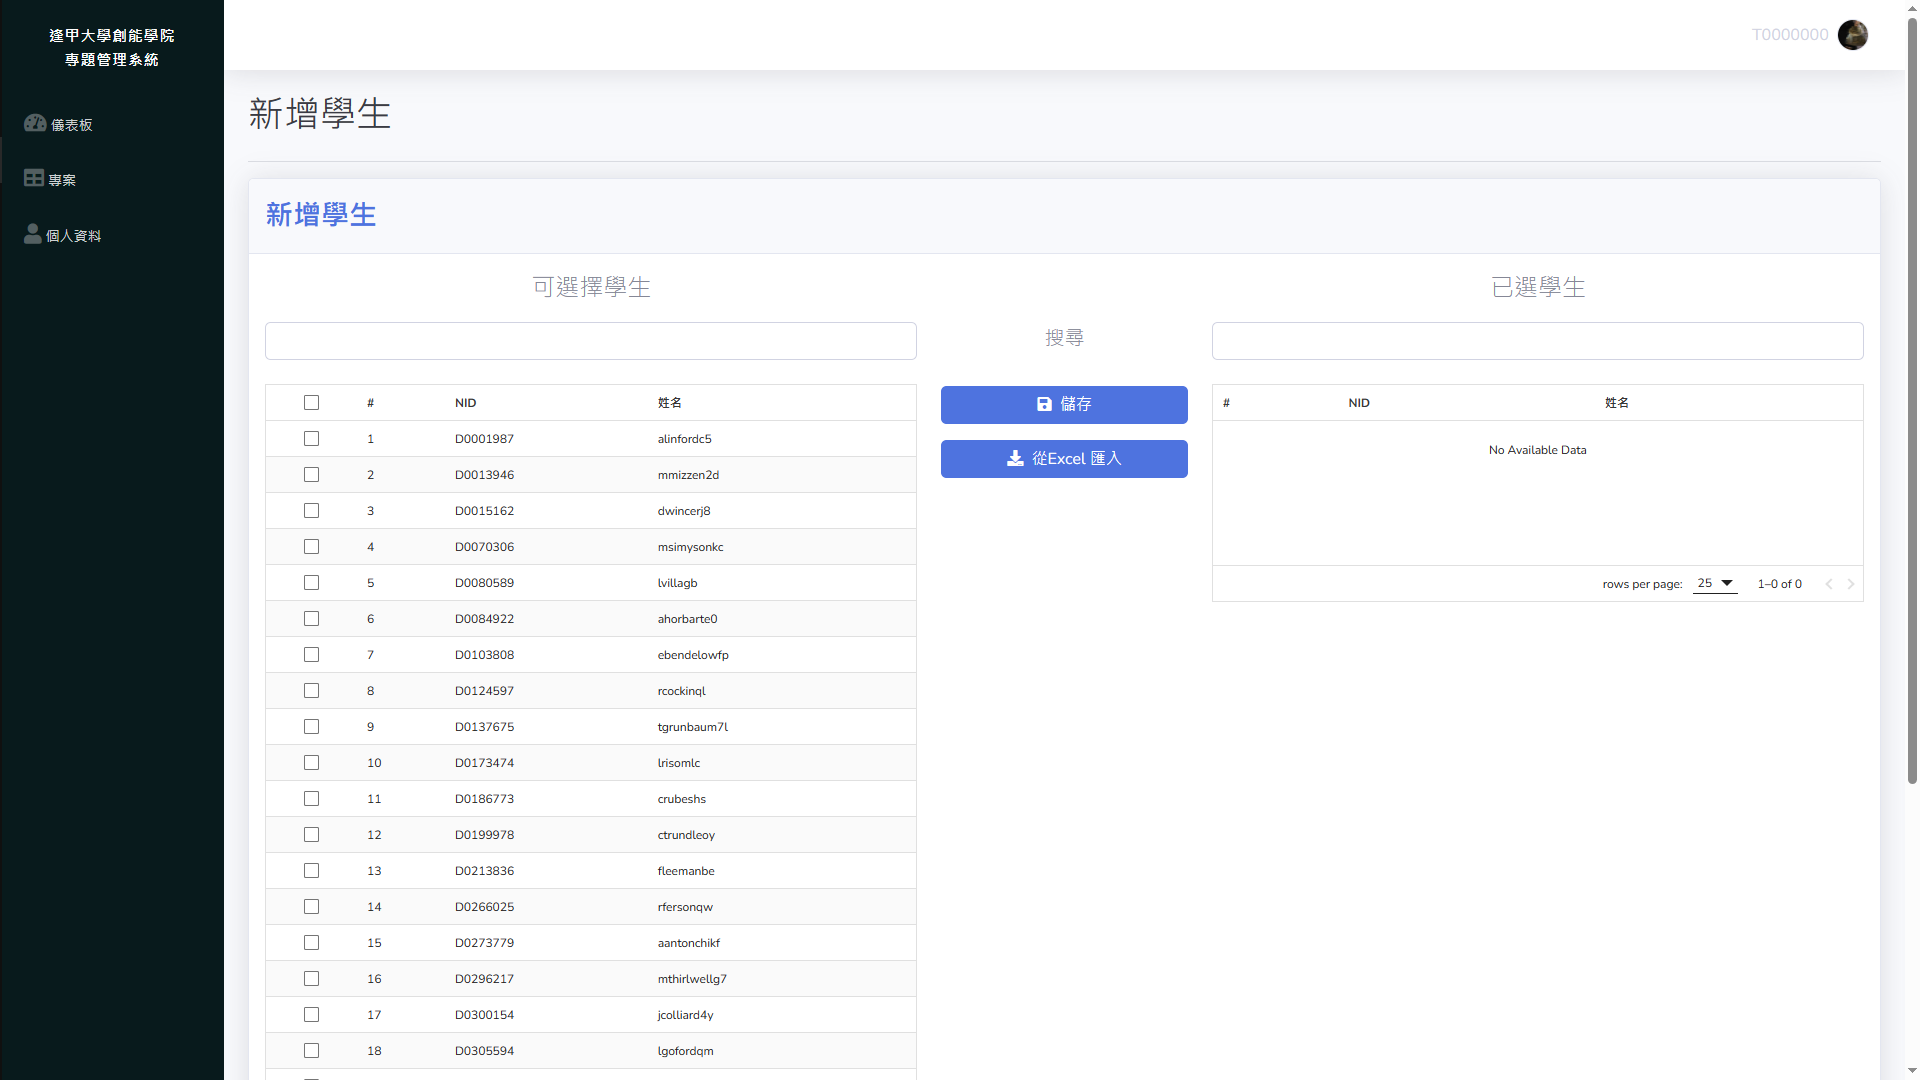 逢甲大學創能學院
專題管理系統
儀表板
專案
個人資料
T0000000
新增學生
新增學生
可選擇學生
搜尋
已選學生
# NID 姓名
1 D0001987 alinfordc5
2 D0013946 mmizzen2d
3 D0015162 dwincerj8
4 D0070306 msimysonkc
5 D0080589 lvillagb
6 D0084922 ahorbarte0
7 D0103808 ebendelowfp
8 D0124597 rcockinql
9 D0137675 tgrunbaum7l
10 D0173474 lrisomlc
11 D0186773 crubeshs
12 D0199978 ctrundleoy
13 D0213836 fleemanbe
14 D0266025 rfersonqw
15 D0273779 aantonchikf
16 D0296217 mthirlwellg7
17 D0300154 jcolliard4y
18 D0305594 lgofordqm
儲存
從Excel 匯入
# NID 姓名
No Available Data
rows per page: 25 1–0 of 0